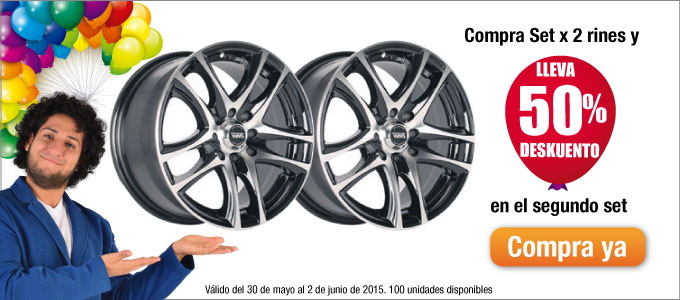 Compra Set x 2 rines y
LLEVA
50%
DESKUENTO
en el segundo set
Compra ya
Válido del 30 de mayo al 2 de junio de 2015. 100 unidades disponibles